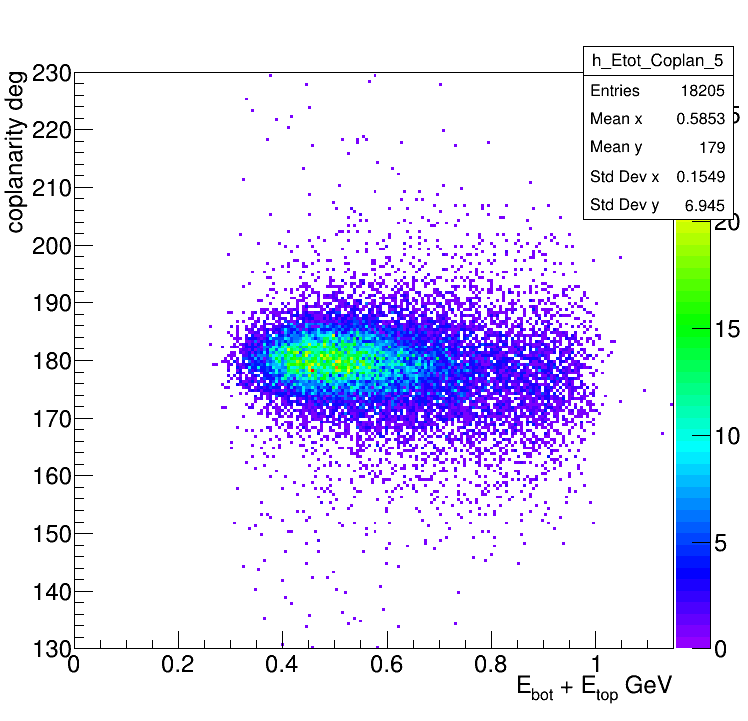 h_Etot_Coplan_5
Entries 18205
Mean x 0.5853
Mean y 179
Std Dev x 0.1549
Std Dev y 6.945
coplanarity deg
230
220
210
200
190
180
170
160
150
140
130
0 0.2 0.4 0.6 0.8 1
E_bot + E_top GeV
5
20
15
10
5
0